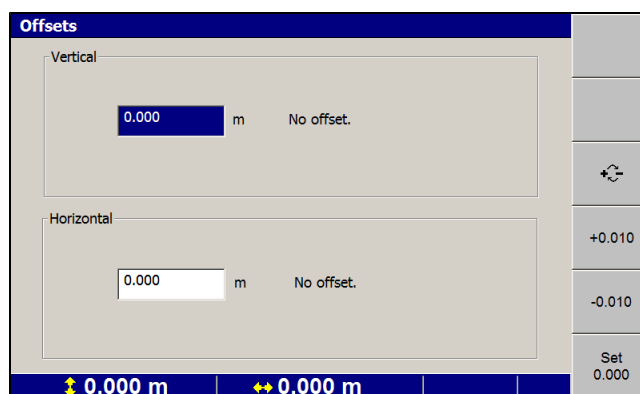 Offsets
Vertical
0.000 m No offset.
Horizontal
0.000 m No offset.
+0.010
-0.010
Set
0.000
0.000 m 0.000 m